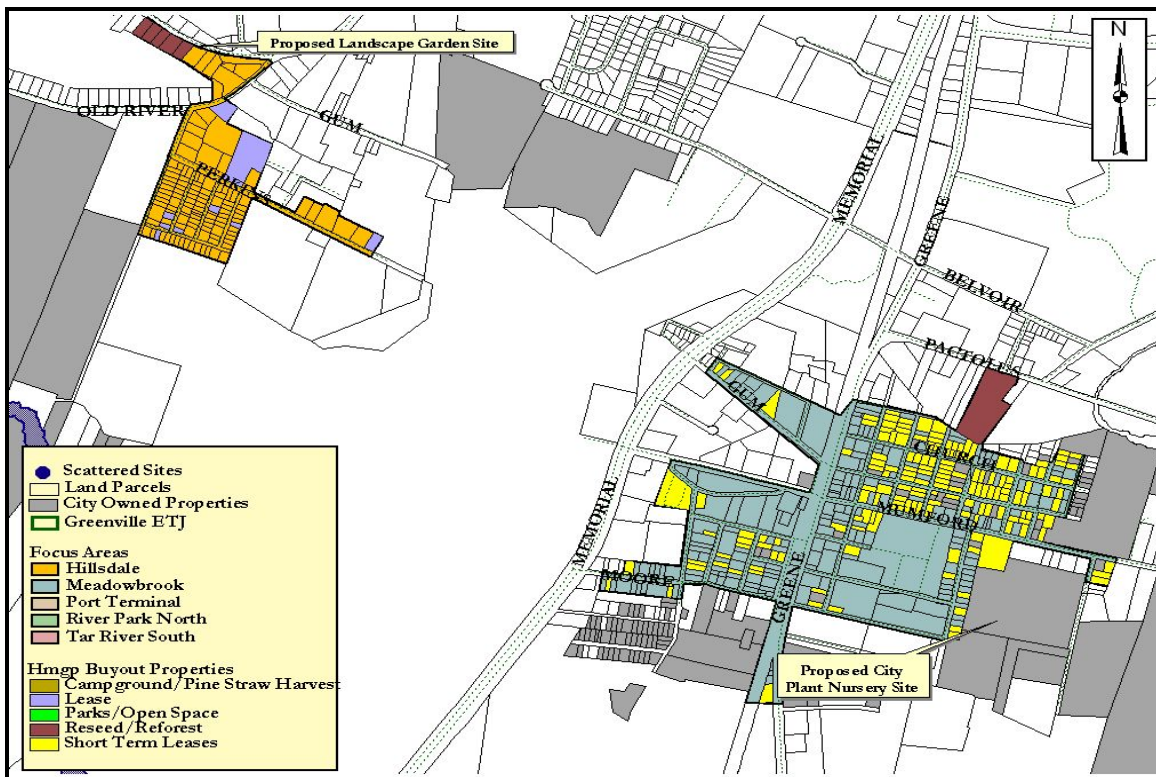 Proposed Landscape Garden Site
N
OLD RIVER
GUM
PERKINS
MEMORIAL
GREENE
BELVOIR
PACTOLUS
GUM
CHURCH
MUMFORD
MEMORIAL
MOORE
GREENE
Proposed City
Plant Nursery Site
Scattered Sites
Land Parcels
City Owned Properties
Greenville ETJ
Focus Areas
Hillsdale
Meadowbrook
Port Terminal
River Park North
Tar River South
Hmgp Buyout Properties
Campground/Pine Straw Harvest
Lease
Parks/Open Space
Reseed/Reforest
Short Term Leases